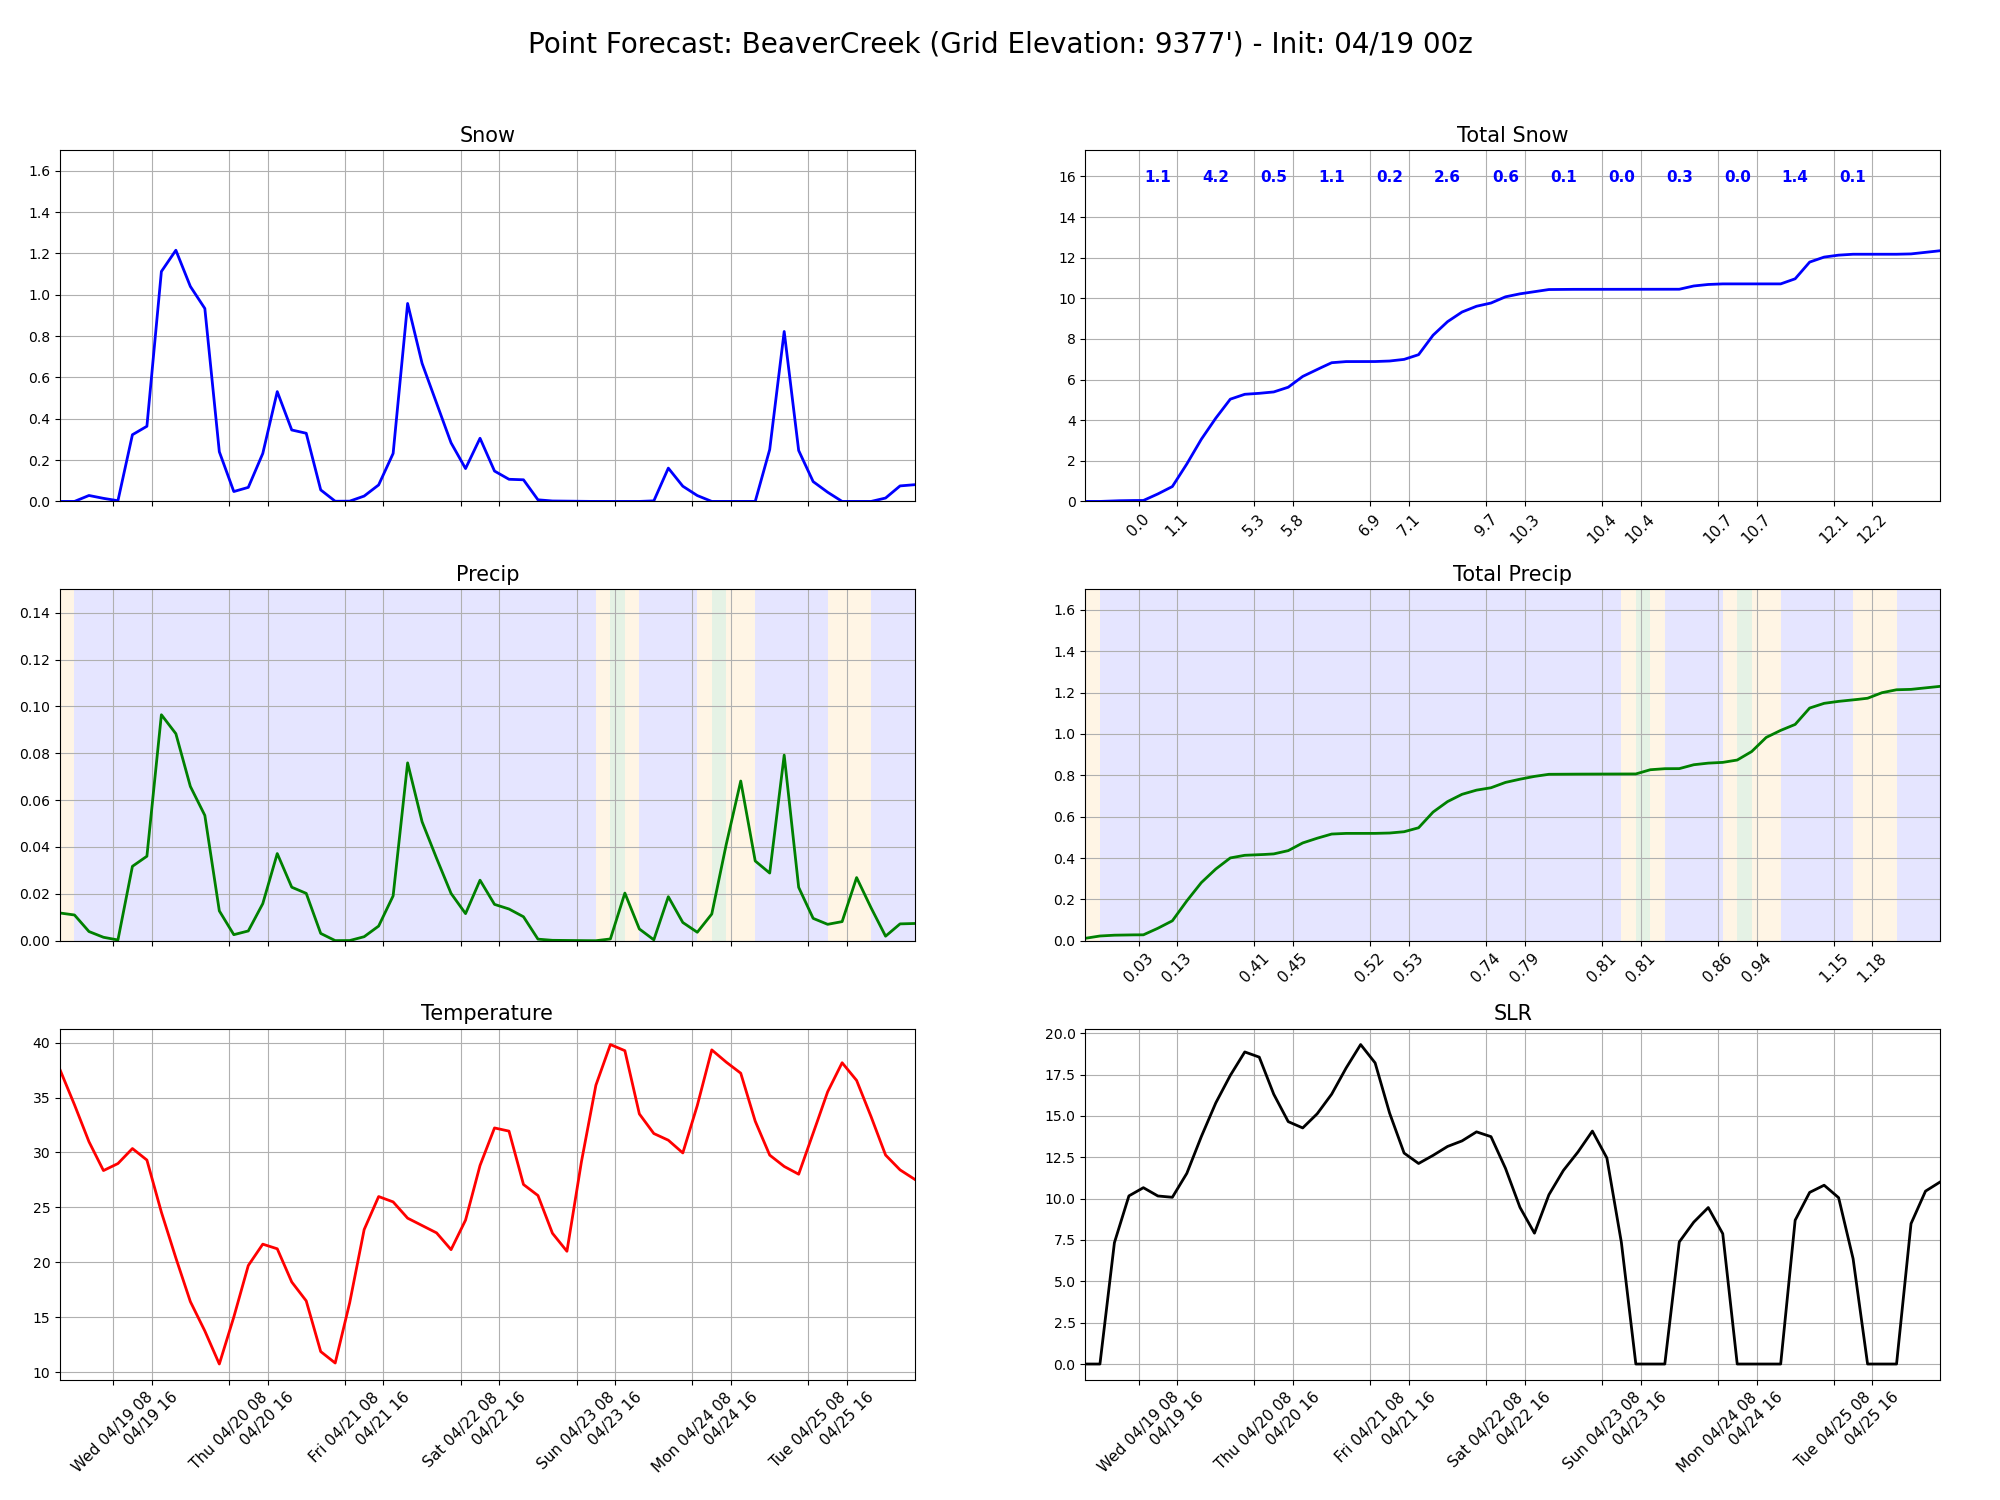 Point Forecast: BeaverCreek (Grid Elevation: 9377') - Init: 04/19 00z
Snow
1.6
1.4
1.2
1.0
0.8
0.6
0.4
0.2
0.0
Total Snow
16
14
12
10
8
6
4
2
0
1.1 4.2 0.5 1.1 0.2 2.6 0.6 0.1 0.0 0.3 0.0 1.4 0.1
0.0 1.1 5.3 5.8 6.9 7.1 9.7 10.3 10.4 10.4 10.7 10.7 12.1 12.2
Precip
0.14
0.12
0.10
0.08
0.06
0.04
0.02
0.00
Total Precip
1.6
1.4
1.2
1.0
0.8
0.6
0.4
0.2
0.0
0.03 0.13 0.41 0.45 0.52 0.53 0.74 0.79 0.81 0.81 0.86 0.94 1.15 1.18
Temperature
40
35
30
25
20
15
10
Wed 04/19 08
04/19 16
Thu 04/20 08
04/20 16
Fri 04/21 08
04/21 16
Sat 04/22 08
04/22 16
Sun 04/23 08
04/23 16
Mon 04/24 08
04/24 16
Tue 04/25 08
04/25 16
SLR
20.0
17.5
15.0
12.5
10.0
7.5
5.0
2.5
0.0
Wed 04/19 08
04/19 16
Thu 04/20 08
04/20 16
Fri 04/21 08
04/21 16
Sat 04/22 08
04/22 16
Sun 04/23 08
04/23 16
Mon 04/24 08
04/24 16
Tue 04/25 08
04/25 16